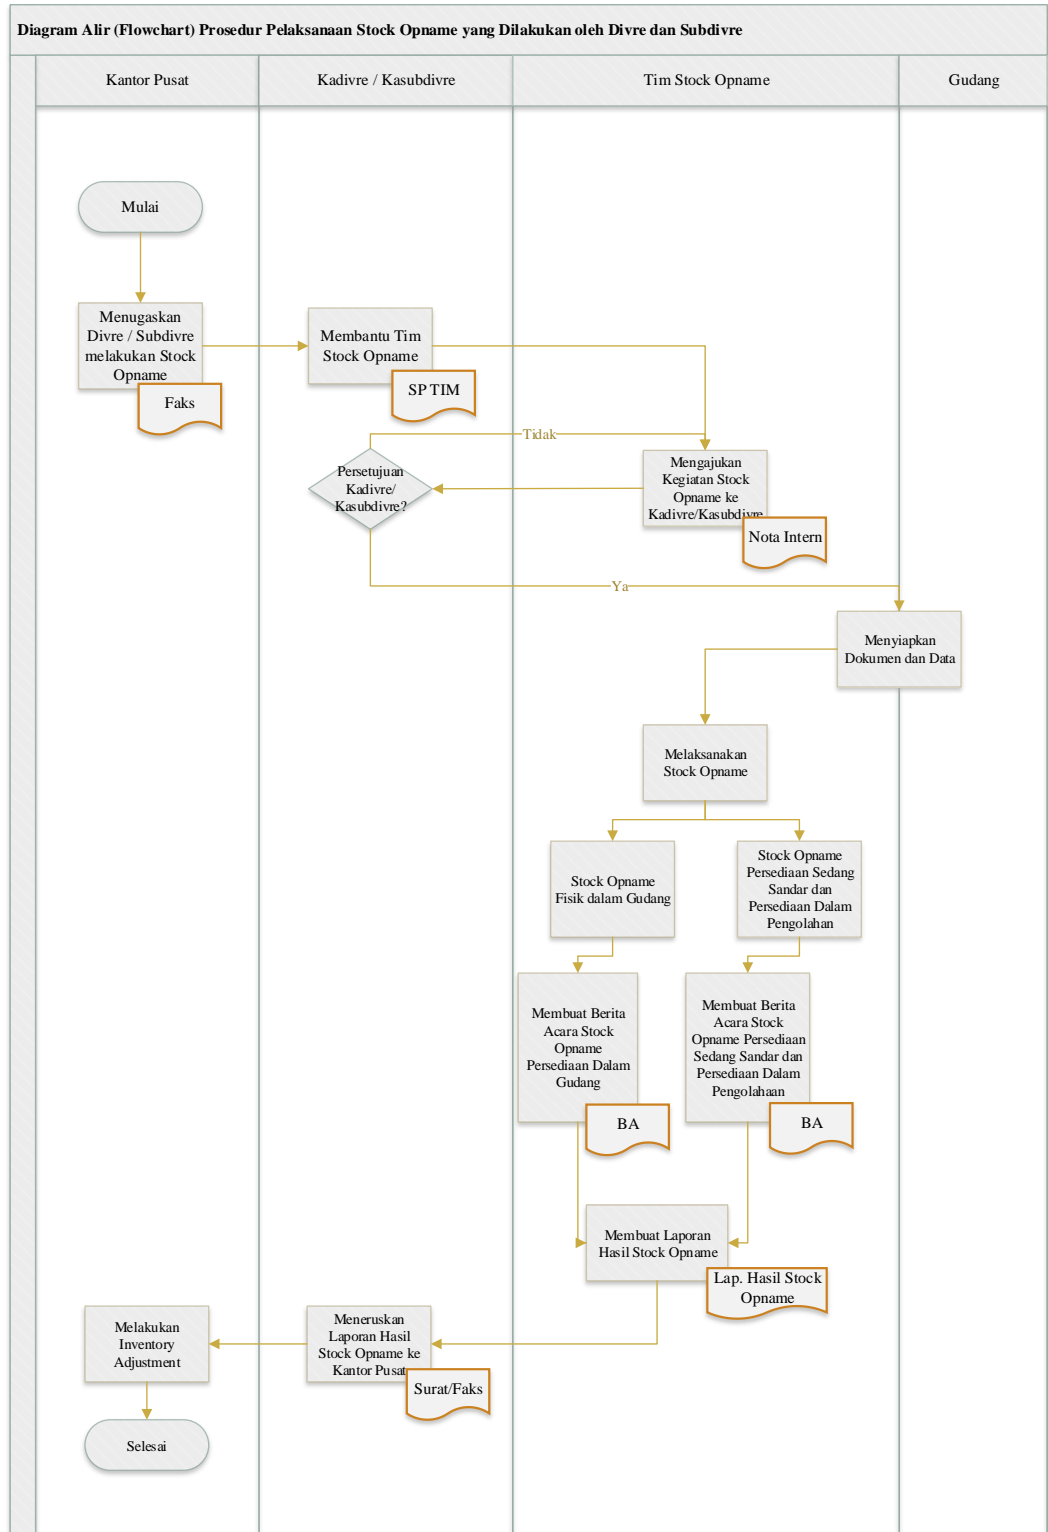 Diagram Alir (Flowchart) Prosedur Pelaksanaan Stock Opname yang Dilakukan oleh Divre dan Subdivre
Kantor Pusat
Kadivre / Kasubdivre
Tim Stock Opname
Gudang
Mulai
Menugaskan
Divre / Subdivre
melakukan Stock
Opname
Faks
Membantu Tim
Stock Opname
SP TIM
Tidak
Persetujuan
Kadivre/
Kasubdivre?
Mengajukan
Kegiatan Stock
Opname ke
Kadivre/Kasubdivre
Nota Intern
Ya
Menyiapkan
Dokumen dan Data
Melaksanakan
Stock Opname
Stock Opname
Fisik dalam Gudang
Stock Opname
Persediaan Sedang
Sandar dan
Persediaan Dalam
Pengolahan
Membuat Berita
Acara Stock
Opname
Persediaan Dalam
Gudang
BA
Membuat Berita
Acara Stock
Opname Persediaan
Sedang Sandar dan
Persediaan Dalam
Pengolahaan
BA
Membuat Laporan
Hasil Stock Opname
Lap. Hasil Stock
Opname
Meneruskan
Laporan Hasil
Stock Opname ke
Kantor Pusat
Surat/Faks
Melakukan
Inventory
Adjustment
Selesai